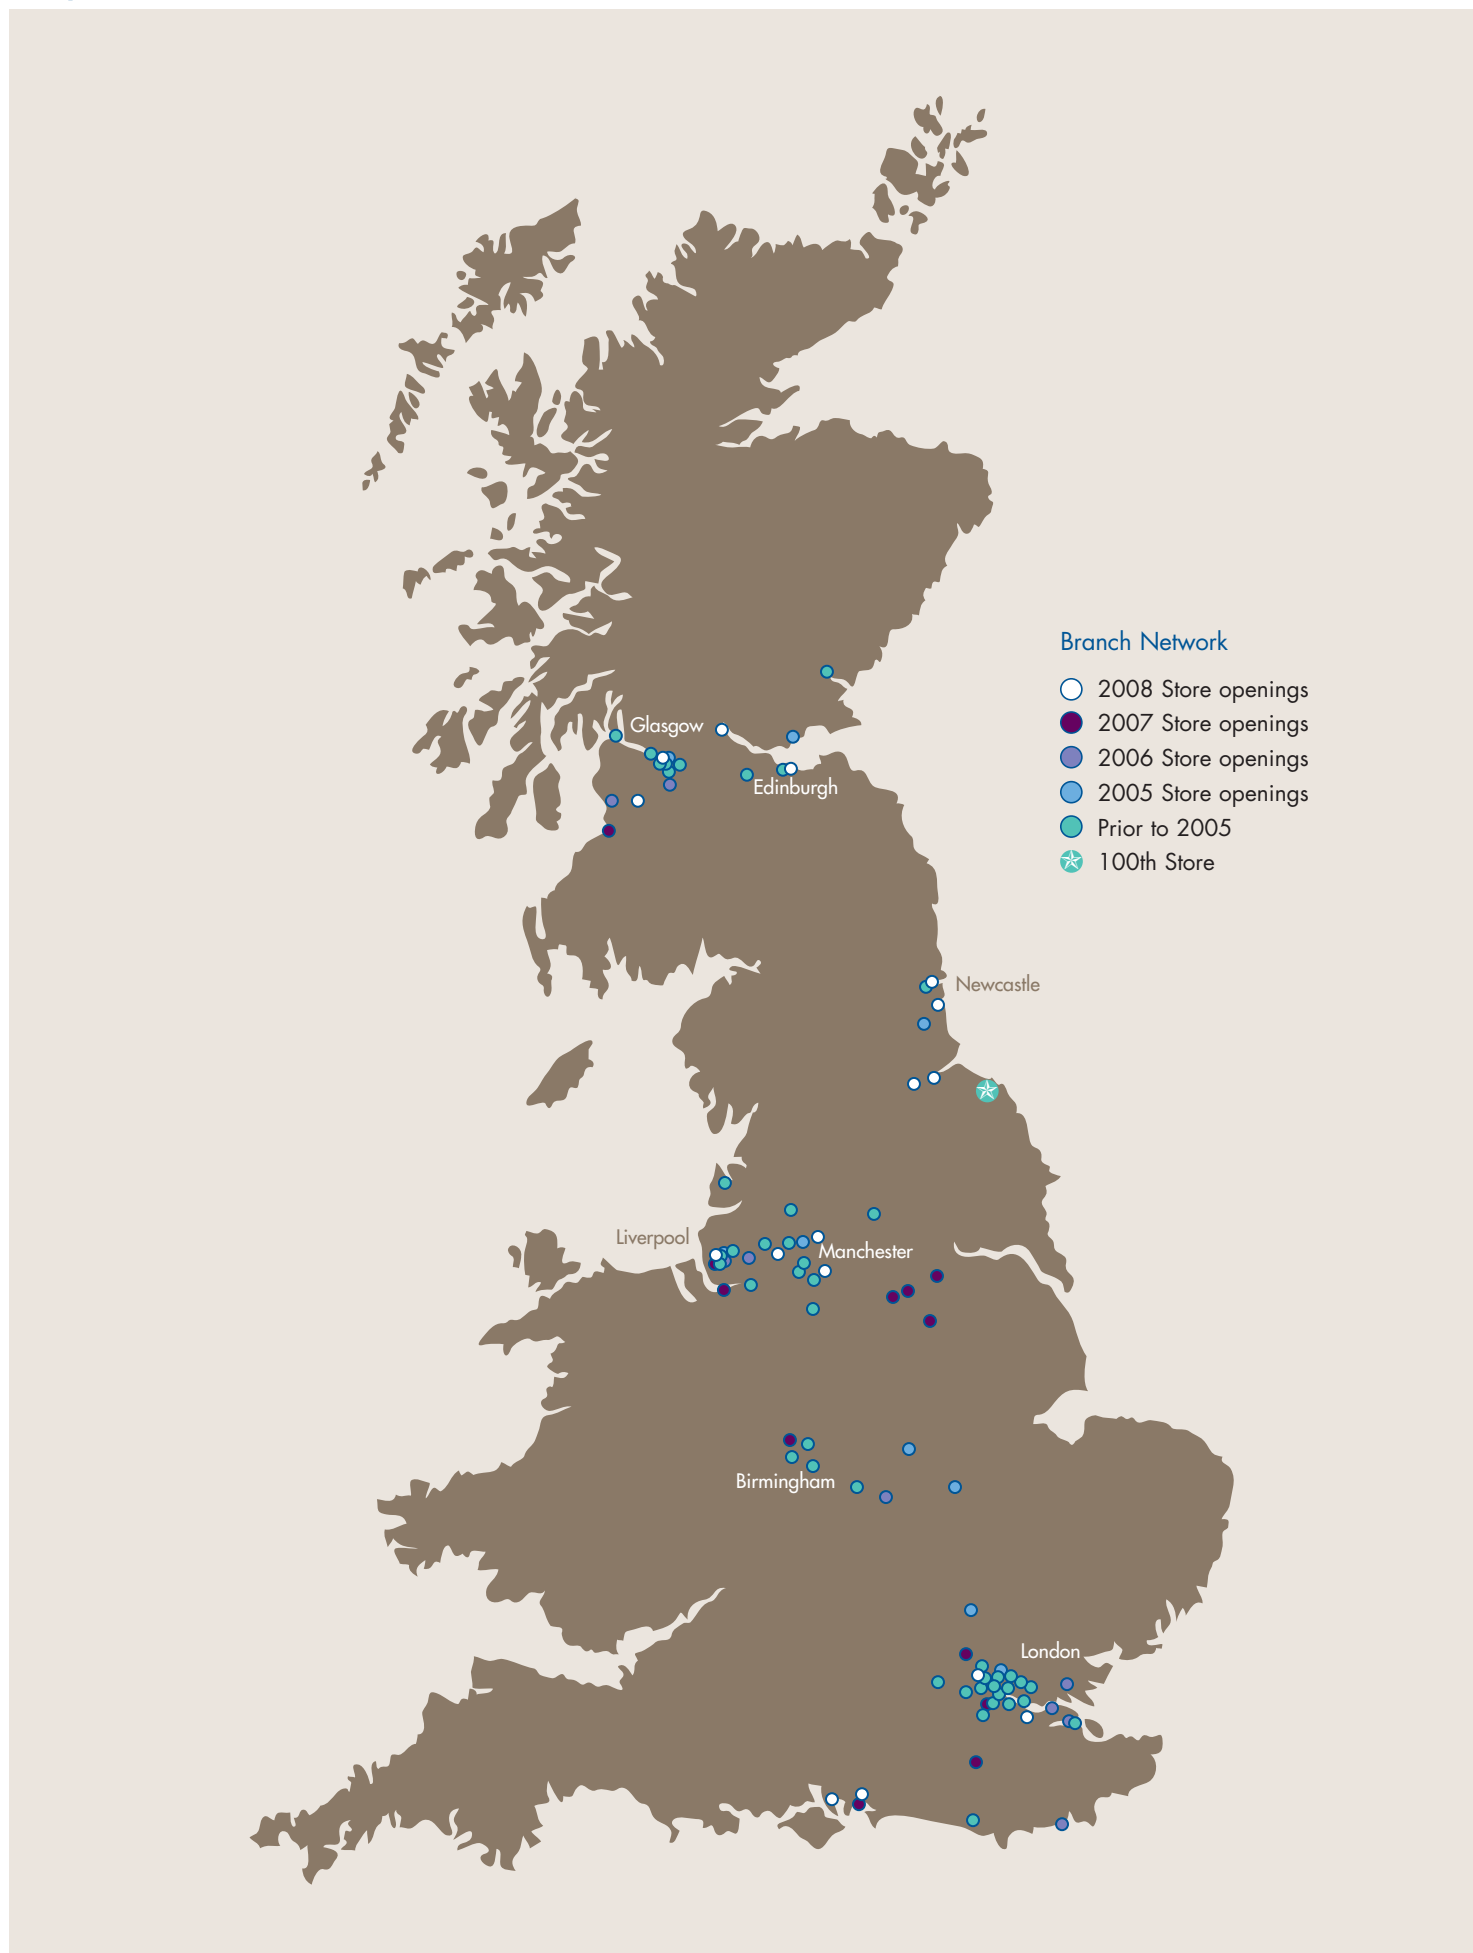 Glasgow
Edinburgh
Branch Network
2008 Store openings
2007 Store openings
2006 Store openings
2005 Store openings
Prior to 2005
100th Store
Newcastle
Liverpool
Manchester
Birmingham
London